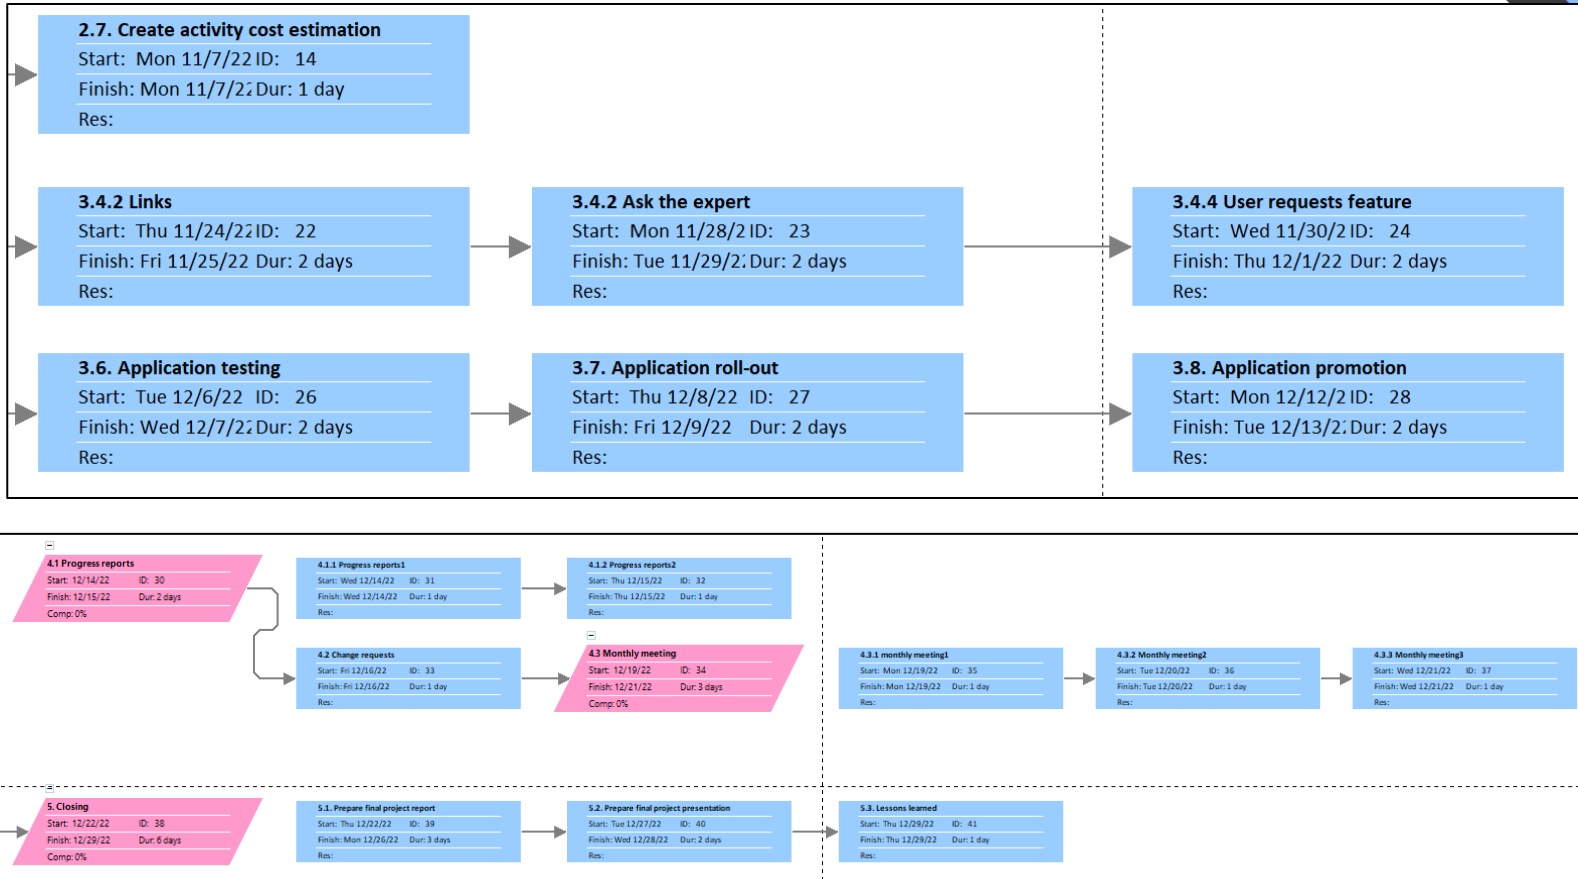 2.7. Create activity cost estimation
Start: Mon 11/7/22 ID: 14
Finish: Mon 11/7/22 Dur: 1 day
Res:
3.4.2 Links
Start: Thu 11/24/22 ID: 22
Finish: Fri 11/25/22 Dur: 2 days
Res:
3.4.2 Ask the expert
Start: Mon 11/28/2 ID: 23
Finish: Tue 11/29/2 Dur: 2 days
Res:
3.4.4 User requests feature
Start: Wed 11/30/2 ID: 24
Finish: Thu 12/1/22 Dur: 2 days
Res:
3.6. Application testing
Start: Tue 12/6/22 ID: 26
Finish: Wed 12/7/22 Dur: 2 days
Res:
3.7. Application roll-out
Start: Thu 12/8/22 ID: 27
Finish: Fri 12/9/22 Dur: 2 days
Res:
3.8. Application promotion
Start: Mon 12/12/2 ID: 28
Finish: Tue 12/13/2 Dur: 2 days
Res:
4.1 Progress reports
Start: 12/14/22 ID: 30
Finish: 12/15/22 Dur: 2 days
Comp: 0%
4.1.1 Progress reports1
Start: Wed 12/14/22 ID: 31
Finish: Wed 12/14/22 Dur: 1 day
Res:
4.1.2 Progress reports2
Start: Thu 12/15/22 ID: 32
Finish: Thu 12/15/22 Dur: 1 day
Res:
4.2 Change requests
Start: Fri 12/16/22 ID: 33
Finish: Fri 12/16/22 Dur: 1 day
Res:
4.3 Monthly meeting
Start: 12/19/22 ID: 34
Finish: 12/21/22 Dur: 3 days
Comp: 0%
4.3.1 monthly meeting1
Start: Mon 12/19/22 ID: 35
Finish: Mon 12/19/22 Dur: 1 day
Res:
4.3.2 Monthly meeting2
Start: Tue 12/20/22 ID: 36
Finish: Tue 12/20/22 Dur: 1 day
Res:
4.3.3 Monthly meeting3
Start: Wed 12/21/22 ID: 37
Finish: Wed 12/21/22 Dur: 1 day
Res:
5. Closing
Start: 12/22/22 ID: 38
Finish: 12/29/22 Dur: 6 days
Comp: 0%
5.1. Prepare final project report
Start: Thu 12/22/22 ID: 39
Finish: Mon 12/26/22 Dur: 3 days
Res:
5.2. Prepare final project presentation
Start: Tue 12/27/22 ID: 40
Finish: Wed 12/28/22 Dur: 2 days
Res:
5.3. Lessons learned
Start: Thu 12/29/22 ID: 41
Finish: Thu 12/29/22 Dur: 1 day
Res: